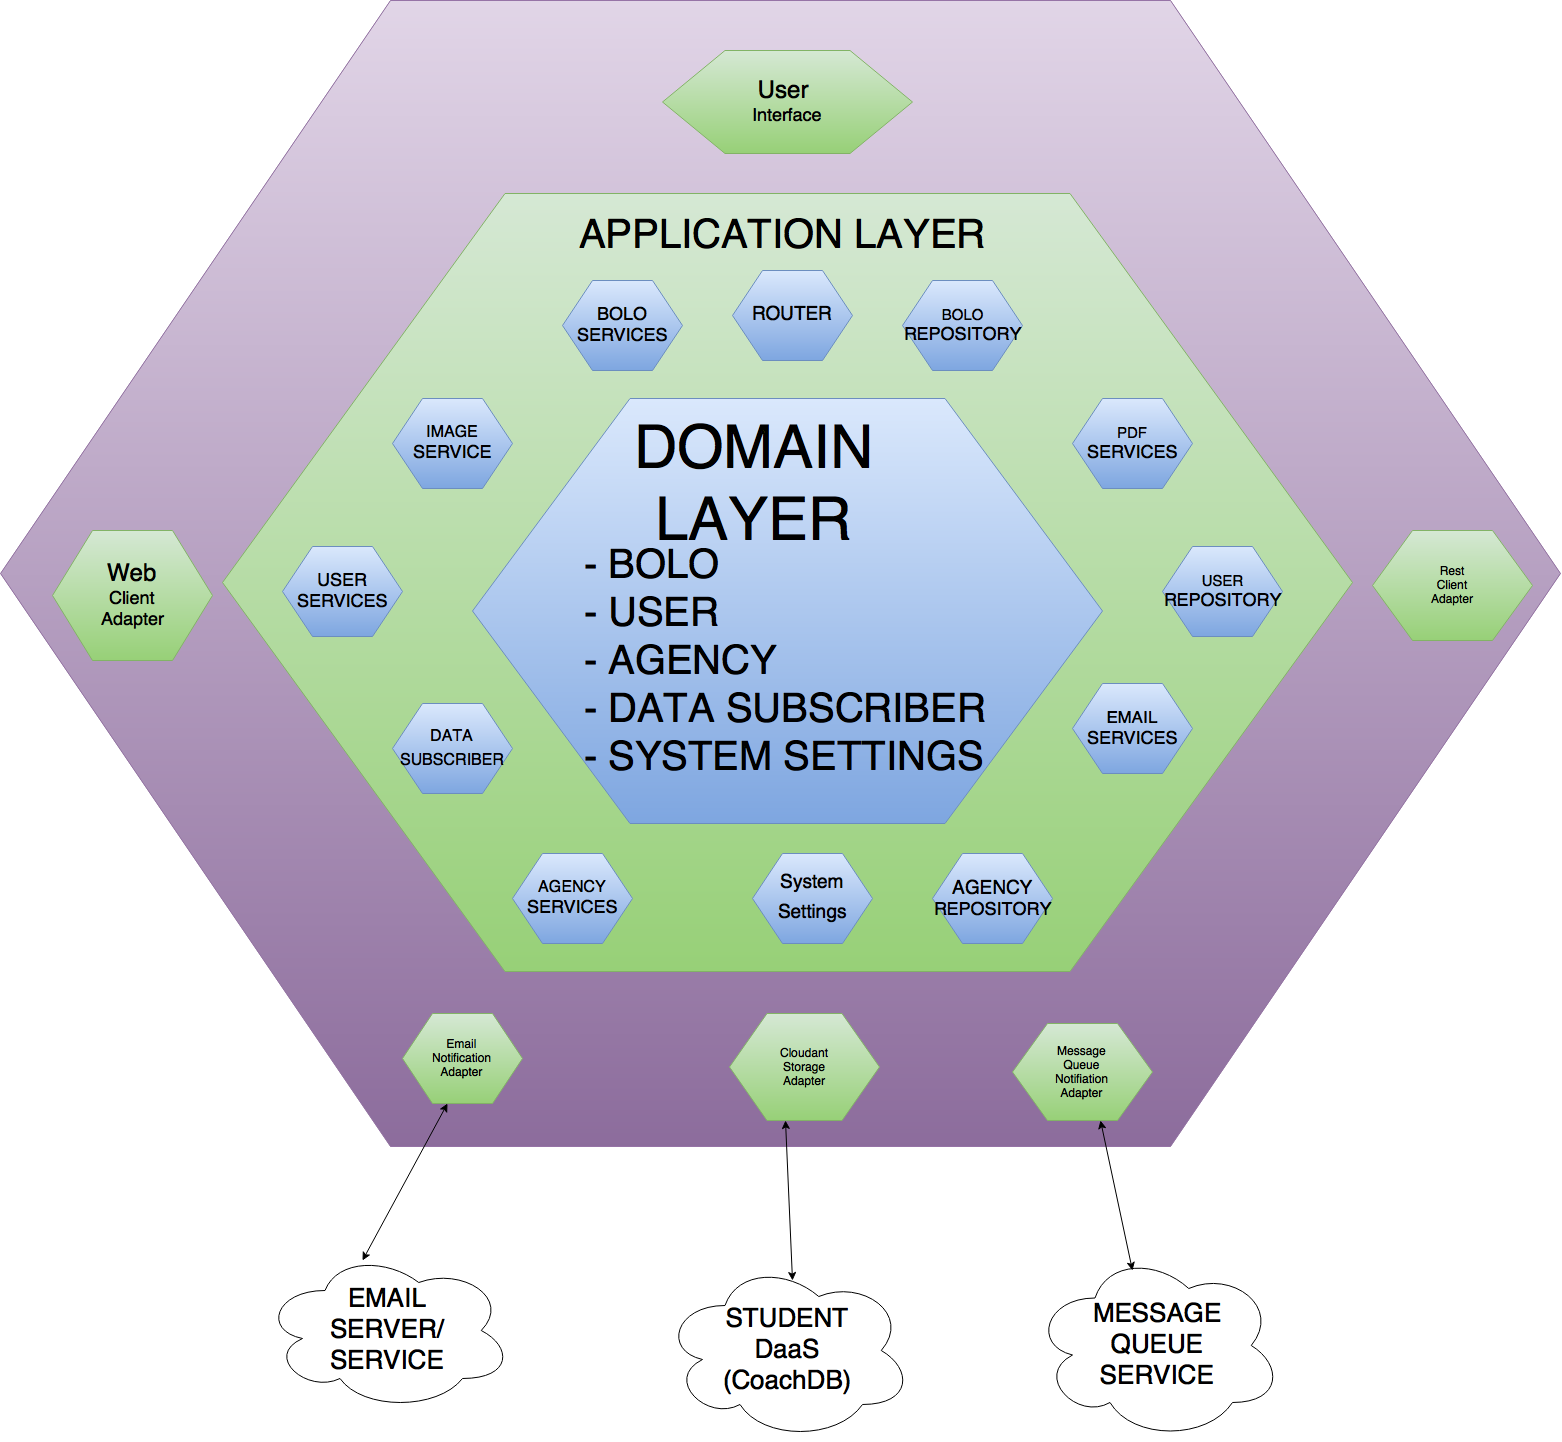 User
Interface
APPLICATION LAYER
BOLO
SERVICES
ROUTER
BOLO
REPOSITORY
IMAGE
SERVICE
PDF
SERVICES
DOMAIN
LAYER
- BOLO
- USER
- AGENCY
- DATA SUBSCRIBER
- SYSTEM SETTINGS
Web
Client
Adapter
USER
SERVICES
USER
REPOSITORY
Rest
Client
Adapter
DATA
SUBSCRIBER
EMAIL
SERVICES
AGENCY
SERVICES
System
Settings
AGENCY
REPOSITORY
Email
Notification
Adapter
Cloudant
Storage
Adapter
Message
Queue
Notifiation
Adapter
EMAIL
SERVER/
SERVICE
STUDENT
DaaS
(CoachDB)
MESSAGE
QUEUE
SERVICE